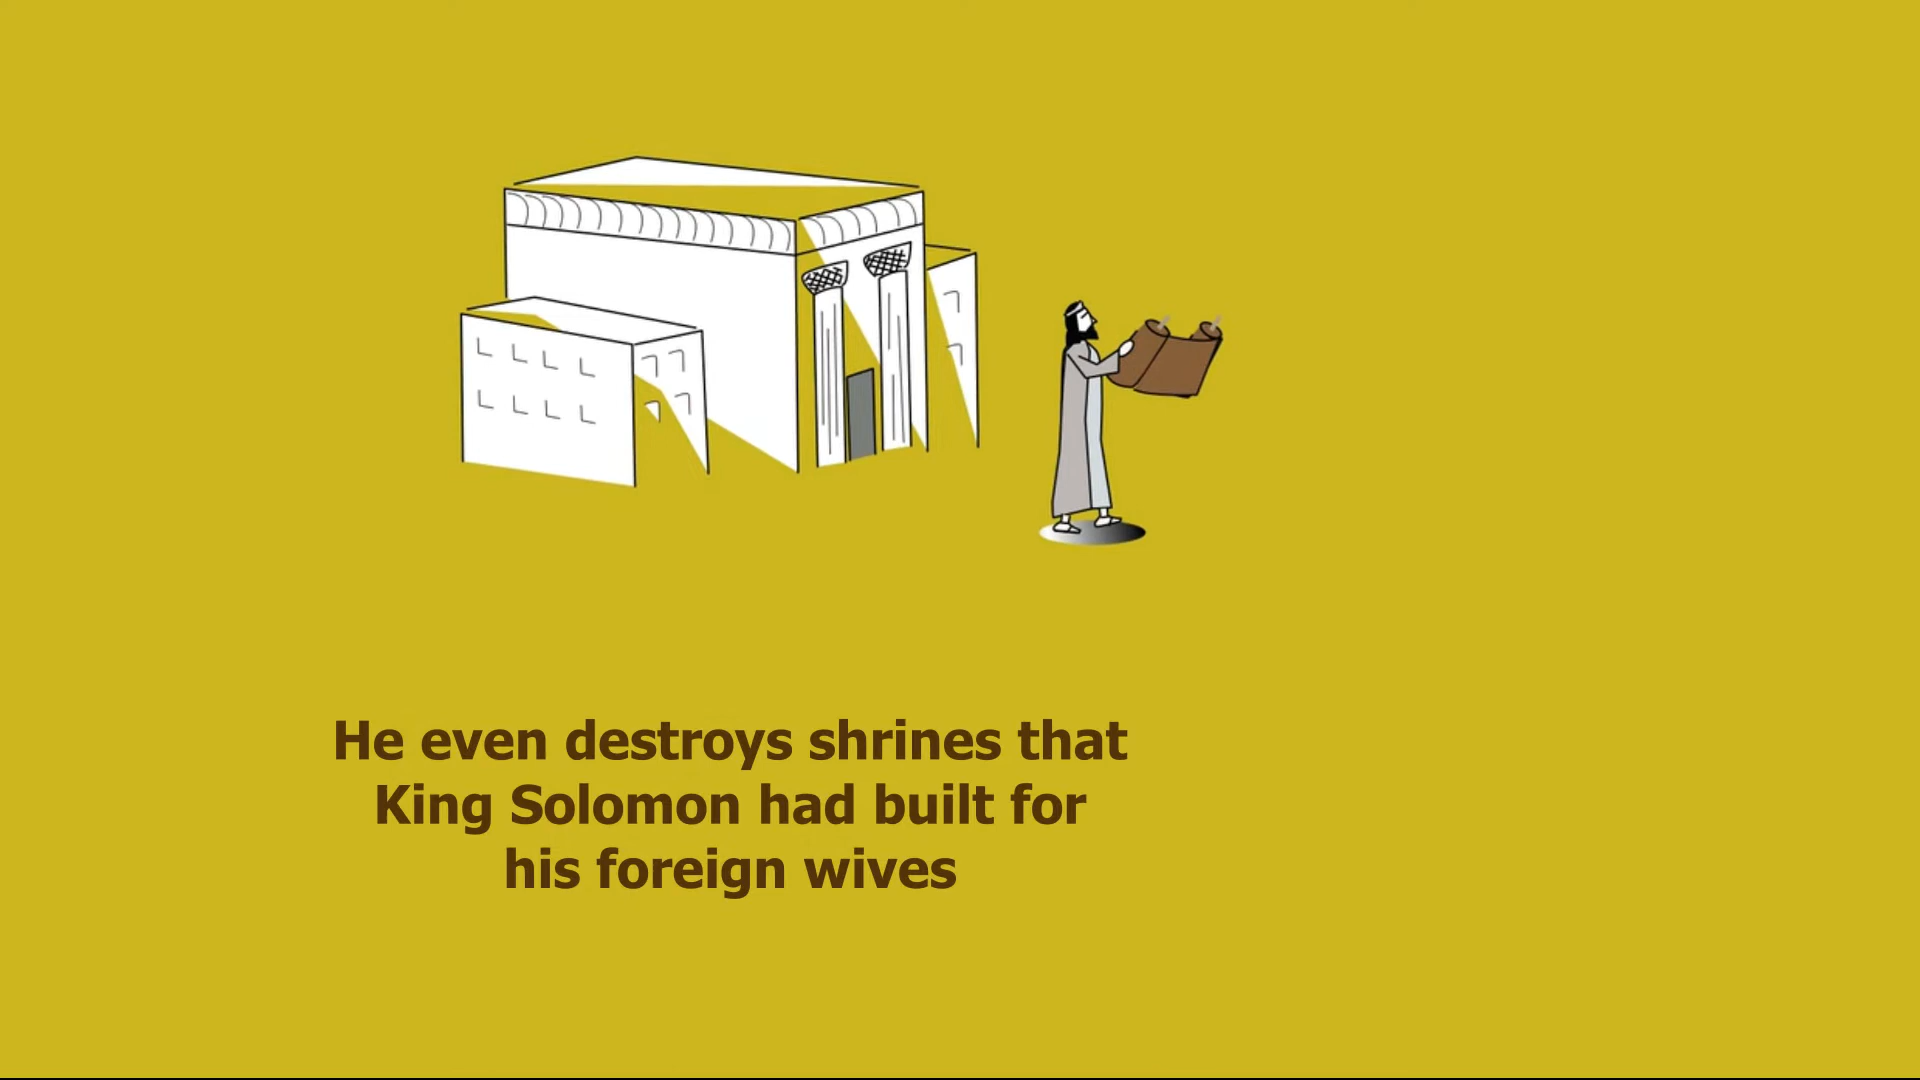 He even destroys shrines that
King Solomon had built for
his foreign wives